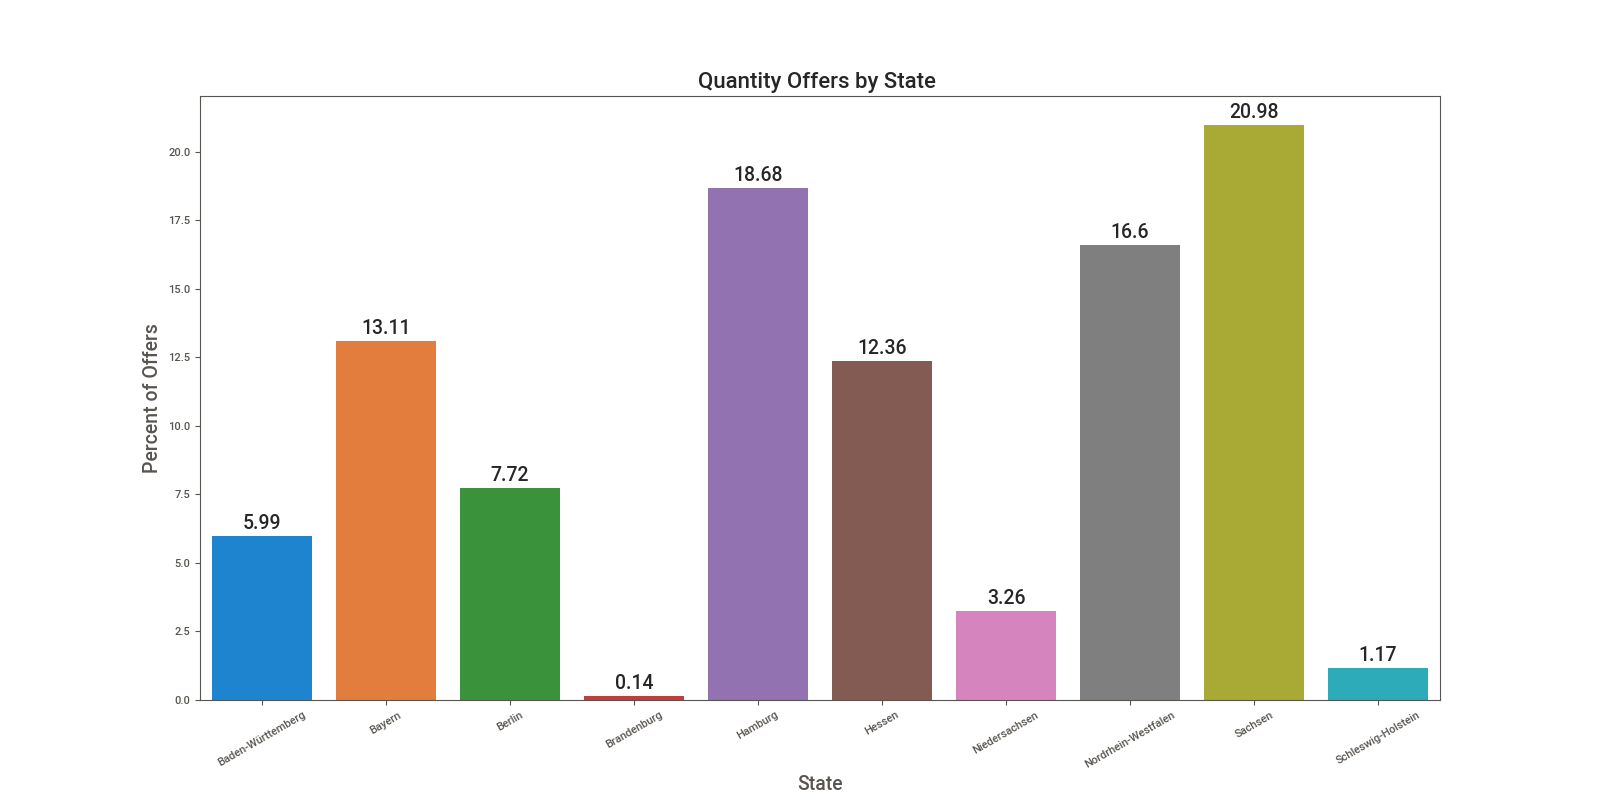 Quantity Offers by State
Percent of Offers
20.0
17.5
15.0
12.5
10.0
7.5
5.0
2.5
0.0
5.99
13.11
7.72
0.14
18.68
12.36
3.26
16.6
20.98
1.17
Baden-Württemberg
Bayern
Berlin
Brandenburg
Hamburg
Hessen
Niedersachsen
Nordrhein-Westfalen
Sachsen
Schleswig-Holstein
State